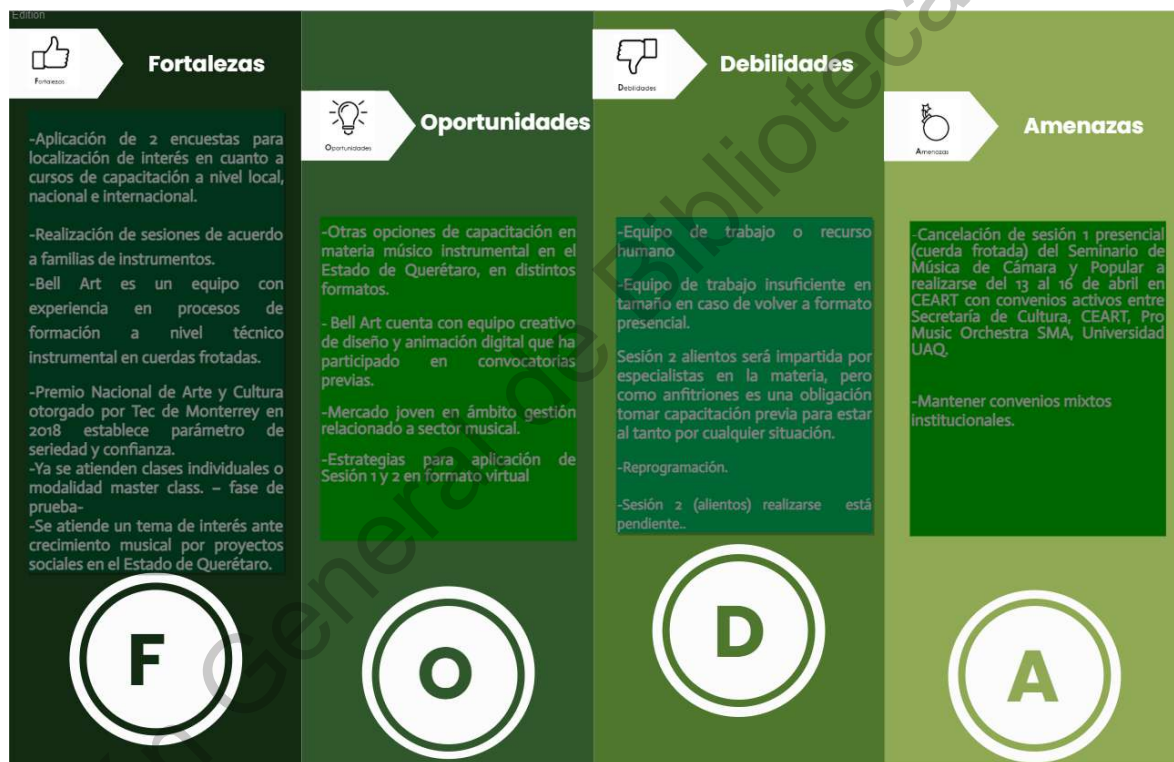 Edition
Fortalezas
Fortalezas
-Aplicación de 2 encuestas para
localización de interés en cuanto a
cursos de capacitación a nivel local,
nacional e internacional.
-Realización de sesiones de acuerdo
a familias de instrumentos.
-Bell Art es un equipo con
experiencia en procesos de
formación a nivel técnico
instrumental en cuerdas frotadas.
-Premio Nacional de Arte y Cultura
otorgado por Tec de Monterrey en
2018 establece parámetro de
seriedad y confianza.
-Ya se atienden clases individuales o
modalidad master class. – fase de
prueba-
-Se atiende un tema de interés ante
crecimiento musical por proyectos
sociales en el Estado de Querétaro.
F
Oportunidades
Oportunidades
-Otras opciones de capacitación en
materia músico instrumental en el
Estado de Querétaro, en distintos
formatos.
- Bell Art cuenta con equipo creativo
de diseño y animación digital que ha
participado en convocatorias
previas.
-Mercado joven en ámbito gestión
relacionado a sector musical.
-Estrategias para aplicación de
Sesión 1 y 2 en formato virtual
O
Debilidades
Debilidades
-Equipo de trabajo o recurso
humano
-Equipo de trabajo insuficiente en
tamaño en caso de volver a formato
presencial.
Sesión 2 alientos será impartida por
especialistas en la materia, pero
como anfitriones es una obligación
tomar capacitación previa para estar
al tanto por cualquier situación.
-Reprogramación.
-Sesión 2 (alientos) realizarse está
pendiente..
D
Amenazas
Amenazas
-Cancelación de sesión 1 presencial
(cuerda frotada) del Seminario de
Música de Cámara y Popular a
realizarse del 13 al 16 de abril en
CEART con convenios activos entre
Secretaría de Cultura, CEART, Pro
Music Orchestra SMA, Universidad
UAQ.
-Mantener convenios mixtos
institucionales.
A
General de Bibliotecas